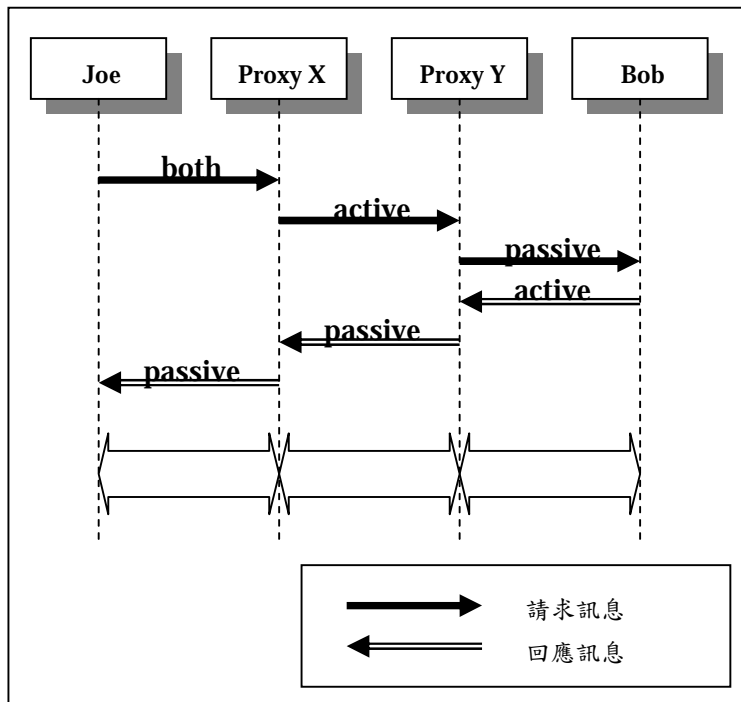 Joe
Proxy X
Proxy Y
Bob
both
active
passive
active
passive
passive
請求訊息
回應訊息